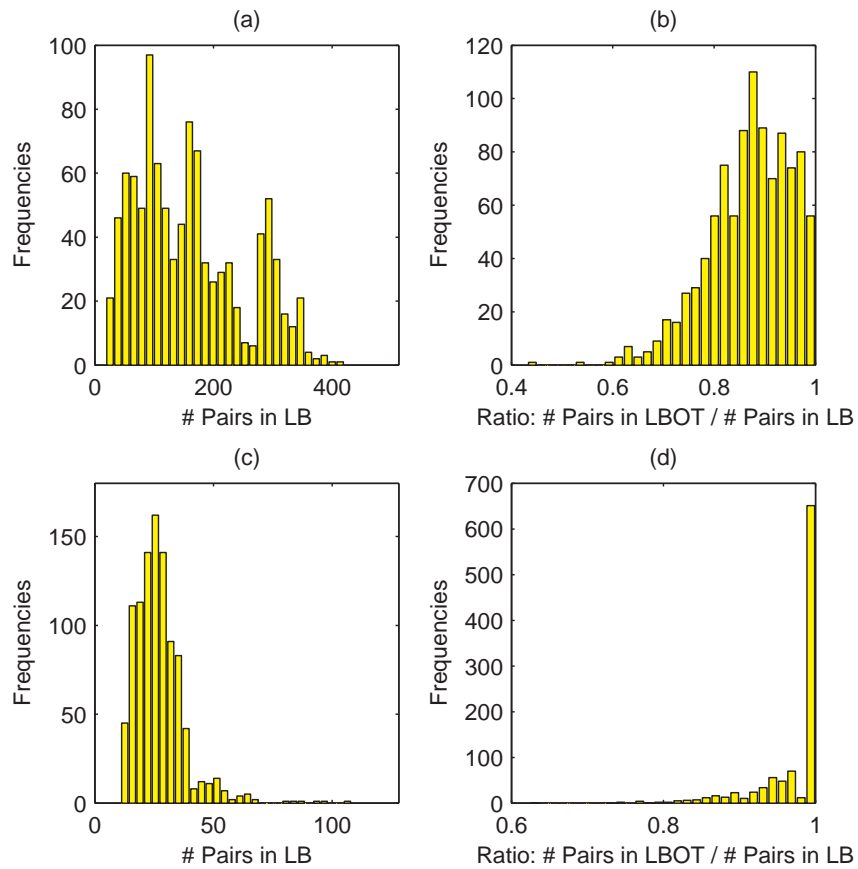 (a)
100
80
60
40
20
0
Frequencies
0 200 400
# Pairs in LB
(b)
120
100
80
60
40
20
0
Frequencies
0.4 0.6 0.8 1
Ratio: # Pairs in LBOT / # Pairs in LB
(c)
150
100
50
0
Frequencies
0 50 100
# Pairs in LB
(d)
700
600
500
400
300
200
100
0
Frequencies
0.6 0.8 1
Ratio: # Pairs in LBOT / # Pairs in LB